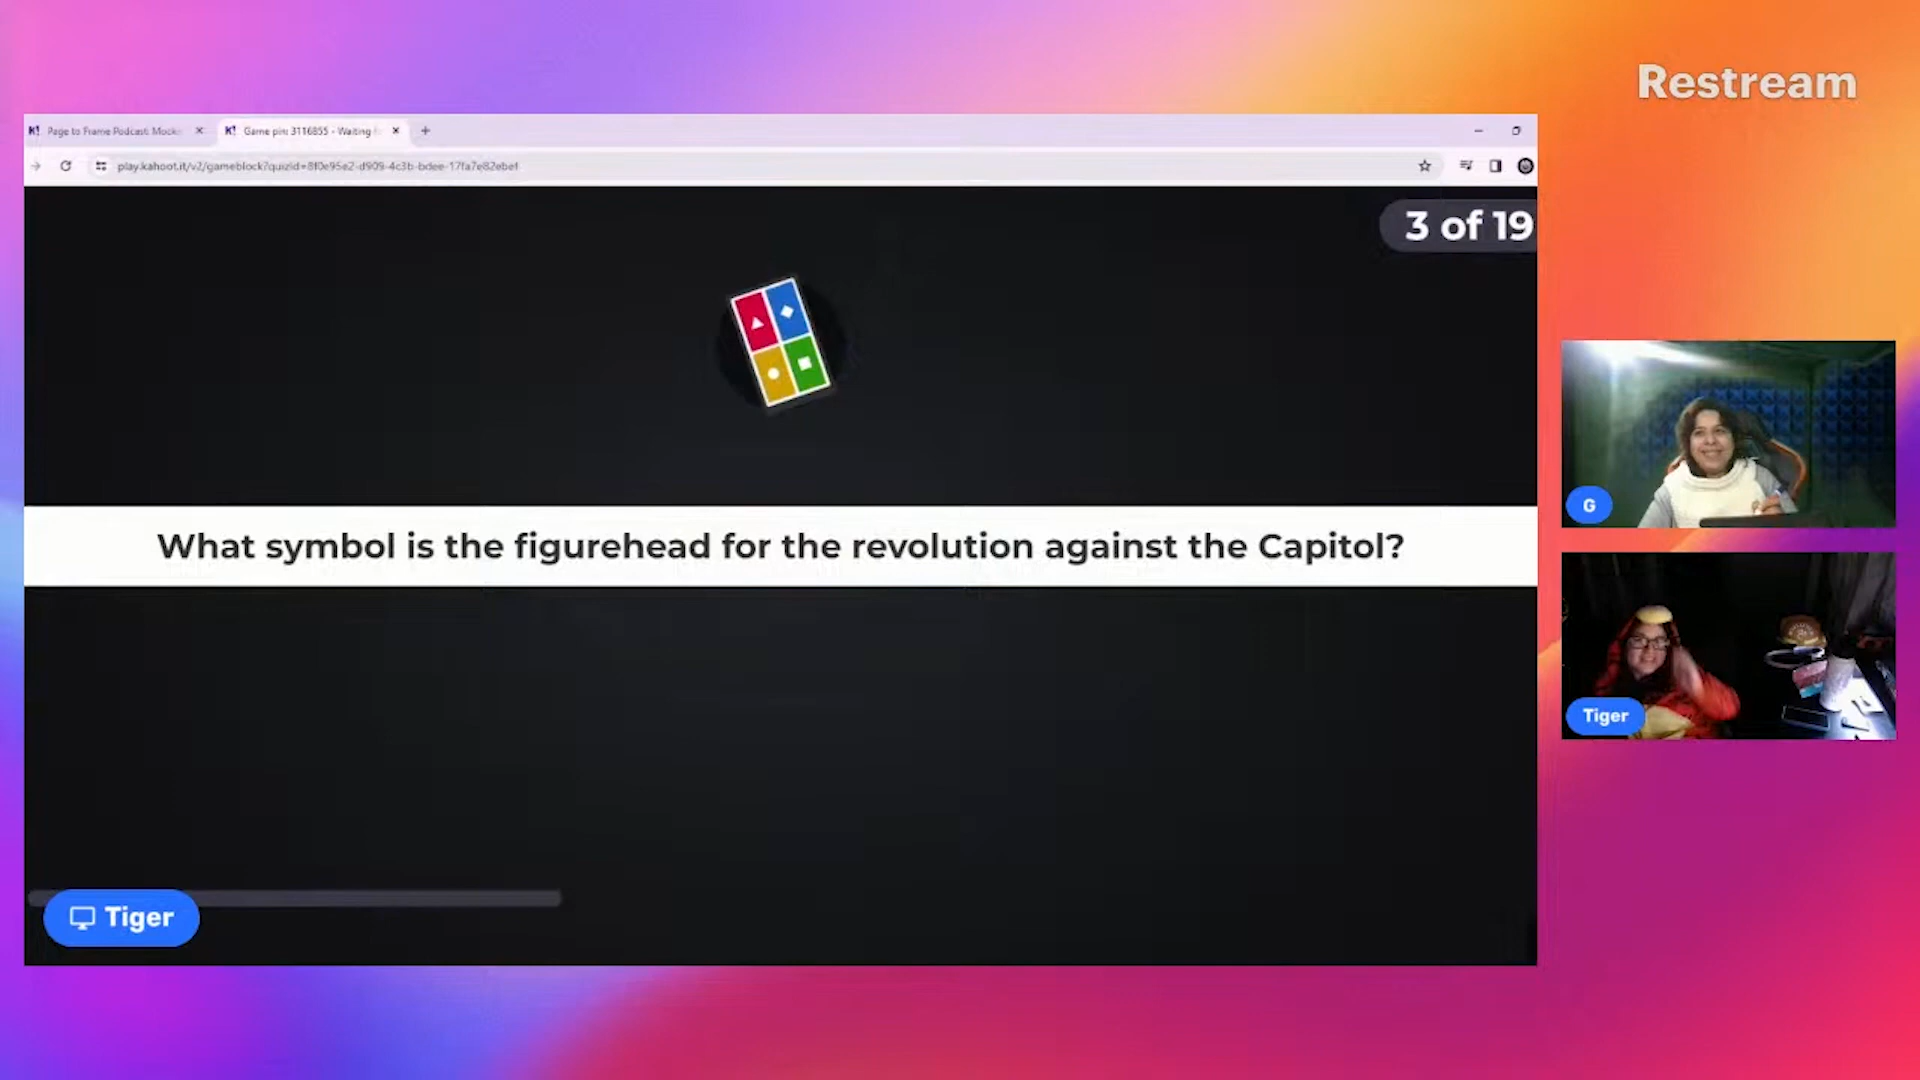 Restream
K! Page to Frame Podcast: Mocki
K! Game pin: 3116855 - Waiting f
play.kahoot.it/v2/gameblock?quizId=8f0e95e2-d909-4c3b-bdee-17fa7e82ebef
3 of 19
What symbol is the figurehead for the revolution against the Capitol?
G
Tiger
Tiger